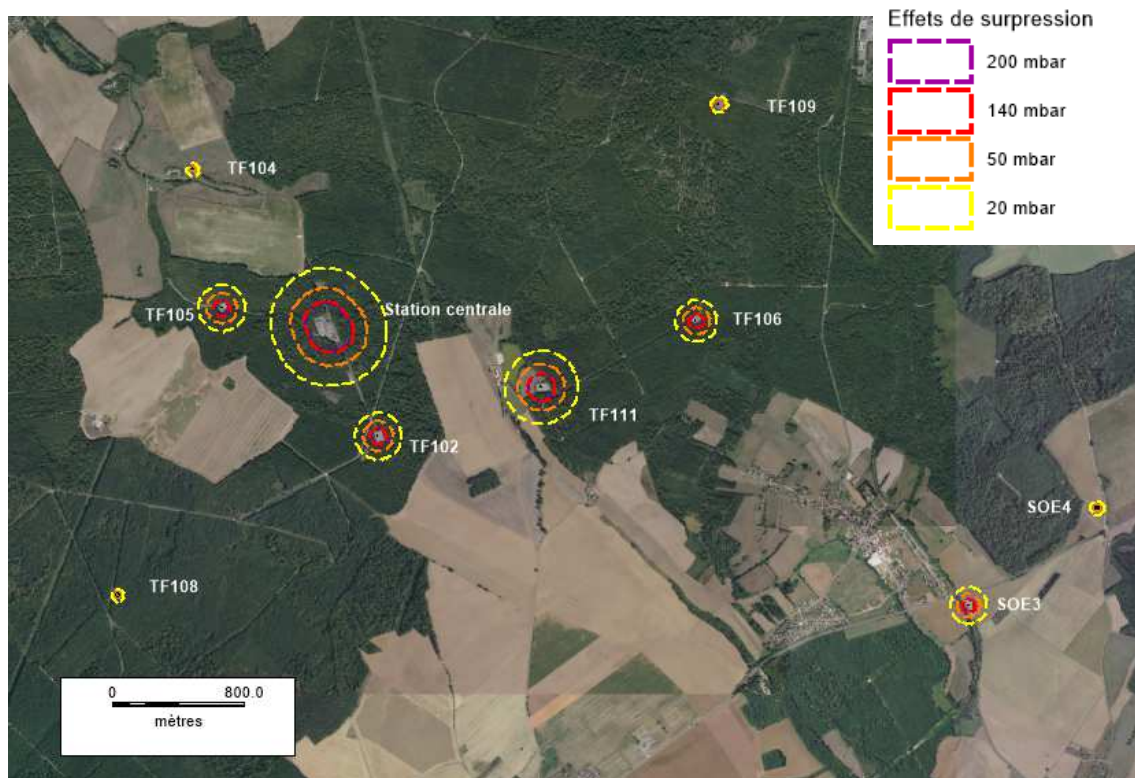 Effets de surpression
200 mbar
140 mbar
50 mbar
20 mbar
TF109
TF104
Station centrale
TF105
TF106
TF111
TF102
SOE4
TF108
SOE3
0 800.0
mètres